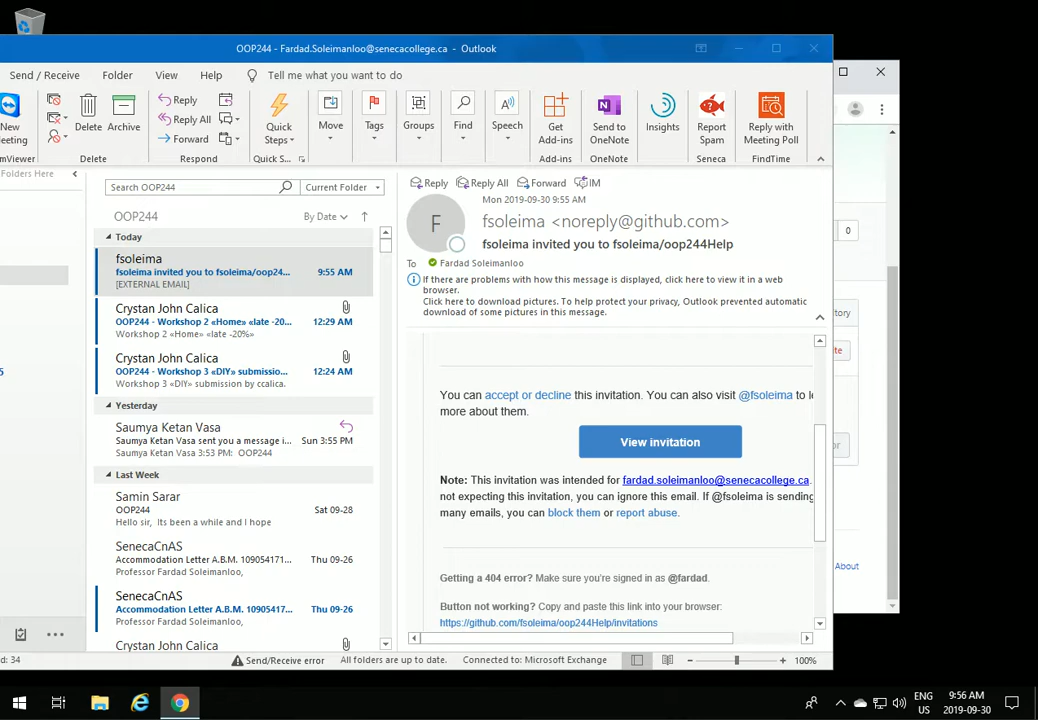 OOP244 - Fardad.Soleimanloo@senecacollege.ca - Outlook
Send / Receive Folder View Help Tell me what you want to do
New
Meeting
mViewer
Delete
Archive
Delete
Reply
Reply All
Forward
Respond
Quick
Steps
Quick S...
Move
Tags
Groups
Find
Speech
Get
Add-ins
Add-ins
Send to
OneNote
OneNote
Insights
Report
Spam
Seneca
Reply with
Meeting Poll
FindTime
Folders Here
Search OOP244
Current Folder
OOP244
By Date
Today
fsoleima
fsoleima invited you to fsoleima/oop24... 9:55 AM
[EXTERNAL EMAIL]
Crystan John Calica
OOP244 - Workshop 2 «Home» «late -20... 12:29 AM
Workshop 2 «Home» «late -20%»
Crystan John Calica
OOP244 - Workshop 3 «DIY» submissio... 12:24 AM
Workshop 3 «DIY» submission by ccalica.
Yesterday
Saumya Ketan Vasa
Saumya Ketan Vasa sent you a message i... Sun 3:55 PM
Saumya Ketan Vasa 3:53 PM: OOP244
Last Week
Samin Sarar
OOP244 Sat 09-28
Hello sir, Its been a while and I hope
SenecaCnAS
Accommodation Letter A.B.M. 109054171... Thu 09-26
Professor Fardad Soleimanloo,
SenecaCnAS
Accommodation Letter A.B.M. 10905417... Thu 09-26
Professor Fardad Soleimanloo,
Crystan John Calica
Reply Reply All Forward IM
Mon 2019-09-30 9:55 AM
F
fsoleima <noreply@github.com>
fsoleima invited you to fsoleima/oop244Help
To Fardad Soleimanloo
If there are problems with how this message is displayed, click here to view it in a web
browser.
Click here to download pictures. To help protect your privacy, Outlook prevented automatic
download of some pictures in this message.
You can accept or decline this invitation. You can also visit @fsoleima to le
more about them.
View invitation
Note: This invitation was intended for fardad.soleimanloo@senecacollege.ca.
not expecting this invitation, you can ignore this email. If @fsoleima is sending
many emails, you can block them or report abuse.
Getting a 404 error? Make sure you're signed in as @fardad.
Button not working? Copy and paste this link into your browser:
https://github.com/fsoleima/oop244Help/invitations
0
tory
te
or
About
d: 34
Send/Receive error All folders are up to date. Connected to: Microsoft Exchange 100%
ENG
US
9:56 AM
2019-09-30